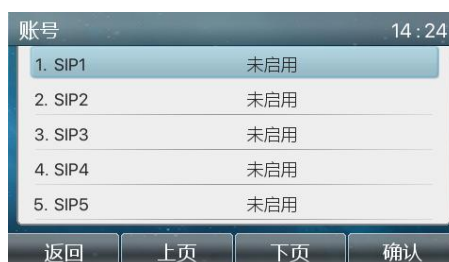 账号 14:24
1. SIP1 未启用
2. SIP2 未启用
3. SIP3 未启用
4. SIP4 未启用
5. SIP5 未启用
返回 上页 下页 确认